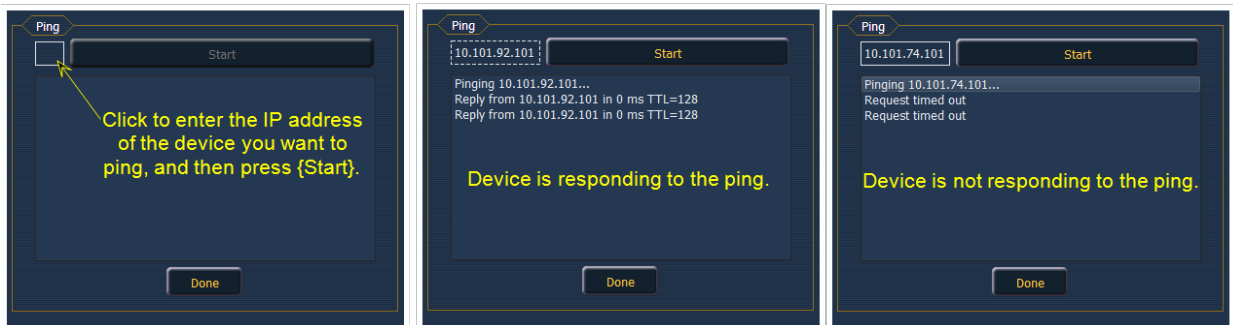 Ping
Start
Click to enter the IP address
of the device you want to
ping, and then press {Start}.
Done
Ping
10.101.92.101
Start
Pinging 10.101.92.101...
Reply from 10.101.92.101 in 0 ms TTL=128
Reply from 10.101.92.101 in 0 ms TTL=128
Device is responding to the ping.
Done
Ping
10.101.74.101
Start
Pinging 10.101.74.101...
Request timed out
Request timed out
Device is not responding to the ping.
Done